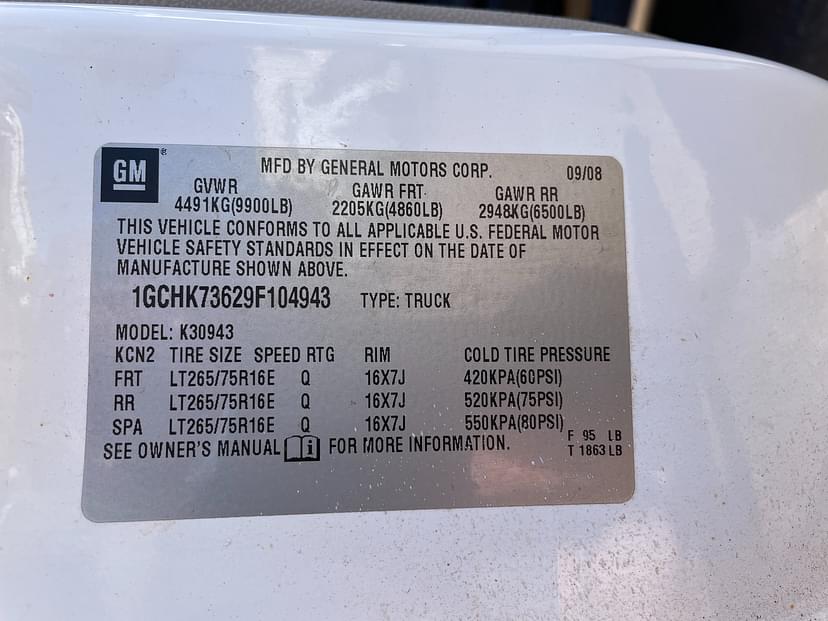 GM® MFD BY GENERAL MOTORS CORP. 09/08
GVWR GAWR FRT GAWR RR
4491KG(9900LB) 2205KG(4860LB) 2948KG(6500LB)
THIS VEHICLE CONFORMS TO ALL APPLICABLE U.S. FEDERAL MOTOR
VEHICLE SAFETY STANDARDS IN EFFECT ON THE DATE OF
MANUFACTURE SHOWN ABOVE.
1GCHK73629F104943 TYPE: TRUCK
MODEL: K30943
KCN2 TIRE SIZE SPEED RTG RIM COLD TIRE PRESSURE
FRT LT265/75R16E Q 16X7J 420KPA(60PSI)
RR LT265/75R16E Q 16X7J 520KPA(75PSI)
SPA LT265/75R16E Q 16X7J 550KPA(80PSI)
SEE OWNER'S MANUAL i FOR MORE INFORMATION.
F 95 LB
T 1863 LB